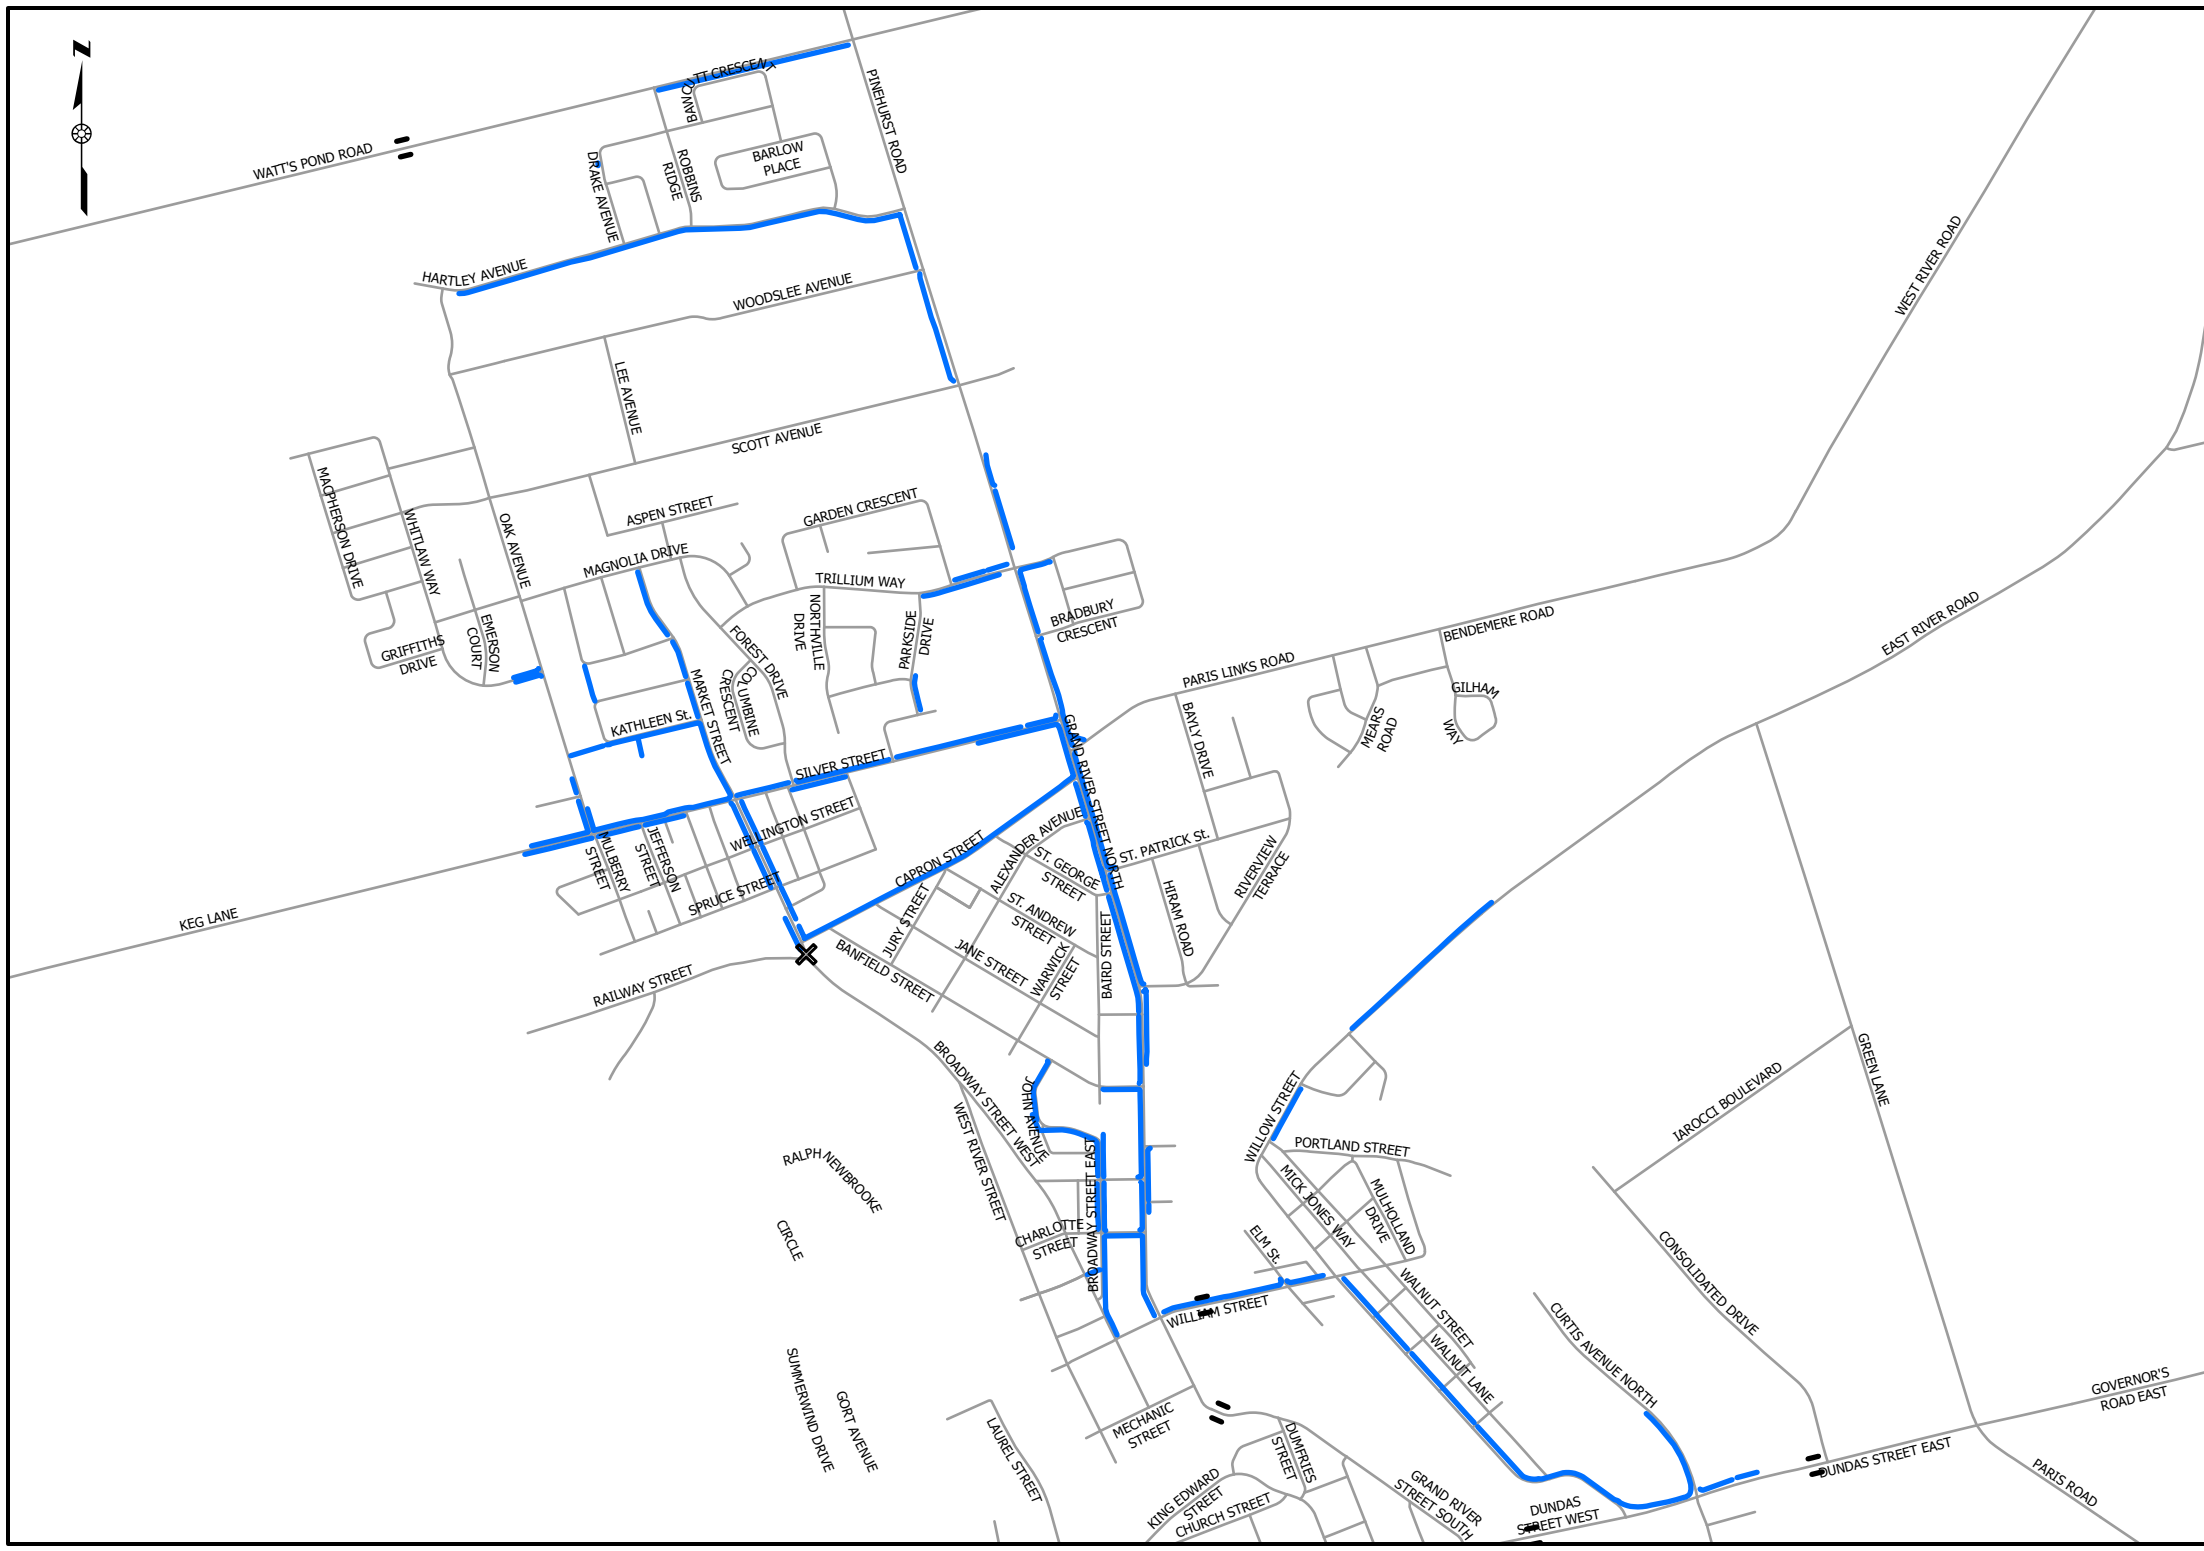 N
BAWCUTT CRESCENT
PINEHURST ROAD
WATT'S POND ROAD
DRAKE AVENUE
ROBBINS
RIDGE
BARLOW
PLACE
WEST RIVER ROAD
HARTLEY AVENUE
WOODSLEE AVENUE
LEE AVENUE
SCOTT AVENUE
MACPHERSON DRIVE
WHITLAW WAY
OAK AVENUE
ASPEN STREET
GARDEN CRESCENT
MAGNOLIA DRIVE
TRILLIUM WAY
NORTHVILLE
DRIVE
PARKSIDE
DRIVE
BRADBURY
CRESCENT
GRIFFITHS
DRIVE
EMERSON
COURT
FOREST DRIVE
COLUMBINE
CRESCENT
MARKET STREET
KATHLEEN St.
SILVER STREET
PARIS LINKS ROAD
BENDEMERE ROAD
EAST RIVER ROAD
GILHAM
WAY
MEARS
ROAD
BAYLY DRIVE
GRAND RIVER STREET NORTH
WELLINGTON STREET
MULBERRY
STREET
JEFFERSON
STREET
SPRUCE STREET
CAPRON STREET
ALEXANDER AVENUE
ST. GEORGE
STREET
ST. PATRICK St.
RIVERVIEW
TERRACE
HIRAM ROAD
KEG LANE
JURY STREET
ST. ANDREW
STREET
JANE STREET
WARWICK
STREET
BAIRD STREET
BANFIELD STREET
RAILWAY STREET
BROADWAY STREET WEST
JOHN AVENUE
WEST RIVER STREET
BROADWAY STREET EAST
CHARLOTTE
STREET
RALPH NEWBROOKE
CIRCLE
WILLOW STREET
PORTLAND STREET
MICK JONES WAY
MULHOLLAND
DRIVE
ELM St.
WILLIAM STREET
WALNUT STREET
WALNUT LANE
GREEN LANE
IAROCCI BOULEVARD
CONSOLIDATED DRIVE
CURTIS AVENUE NORTH
SUMMERWIND DRIVE
GORT AVENUE
LAUREL STREET
MECHANIC
STREET
DUMFRIES
STREET
KING EDWARD
STREET
CHURCH STREET
GRAND RIVER
STREET SOUTH
DUNDAS
STREET WEST
DUNDAS STREET EAST
GOVERNOR'S
ROAD EAST
PARIS ROAD